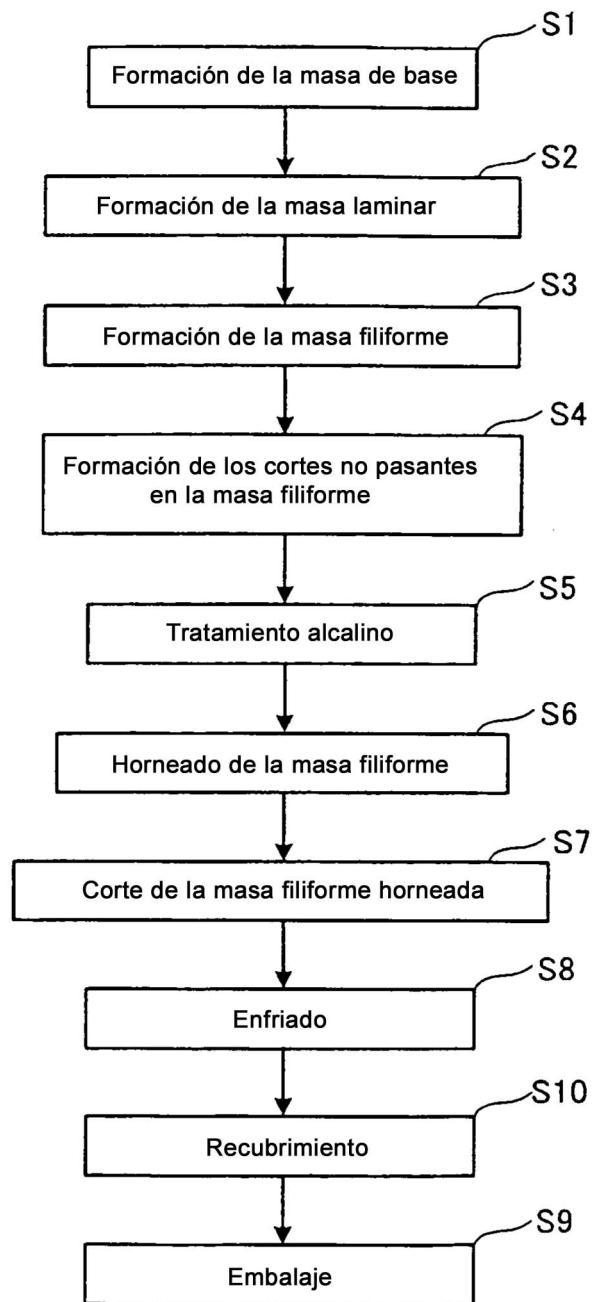 S1
Formación de la masa de base
S2
Formación de la masa laminar
S3
Formación de la masa filiforme
S4
Formación de los cortes no pasantes
en la masa filiforme
S5
Tratamiento alcalino
S6
Horneado de la masa filiforme
S7
Corte de la masa filiforme horneada
S8
Enfriado
S10
Recubrimiento
S9
Embalaje